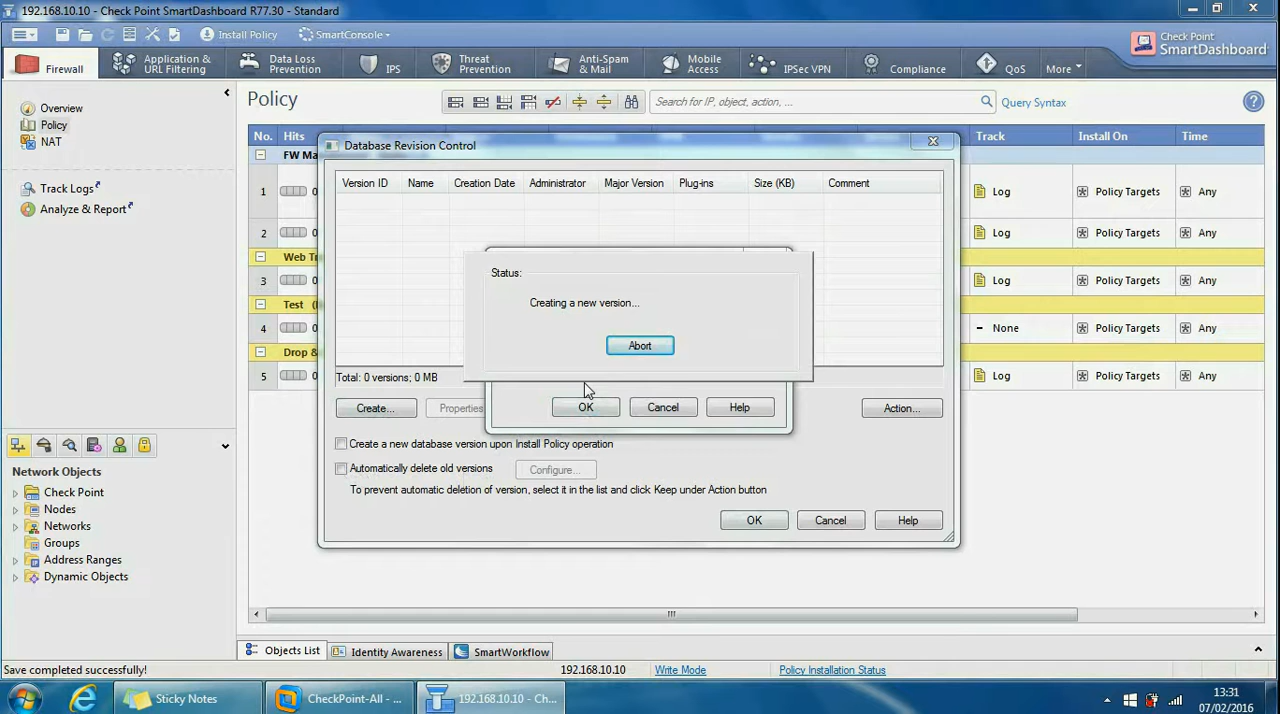 192.168.10.10 - Check Point SmartDashboard R77.30 - Standard
Install Policy
SmartConsole
Check Point
SmartDashboard
Firewall
Application &
URL Filtering
Data Loss
Prevention
IPS
Threat
Prevention
Anti-Spam
& Mail
Mobile
Access
IPSec VPN
Compliance
QoS
More
Overview
Policy
NAT
Track Logs
Analyze & Report
Policy
Search for IP, object, action, ...
Query Syntax
No. Hits Track Install On Time
FW Ma
1 0 Log Policy Targets Any
2 0 Log Policy Targets Any
Web Tr
3 0 Log Policy Targets Any
Test (
4 0 None Policy Targets Any
Drop &
5 0 Log Policy Targets Any
Database Revision Control
Version ID Name Creation Date Administrator Major Version Plug-ins Size (KB) Comment
Status:
Creating a new version...
Abort
Total: 0 versions; 0 MB
OK Cancel Help
Create... Properties Action...
Create a new database version upon Install Policy operation
Automatically delete old versions Configure...
To prevent automatic deletion of version, select it in the list and click Keep under Action button
OK Cancel Help
Network Objects
Check Point
Nodes
Networks
Groups
Address Ranges
Dynamic Objects
Objects List Identity Awareness SmartWorkflow
Save completed successfully! 192.168.10.10 Write Mode Policy Installation Status
Sticky Notes CheckPoint-All - ... 192.168.10.10 - Ch...
13:31
07/02/2016